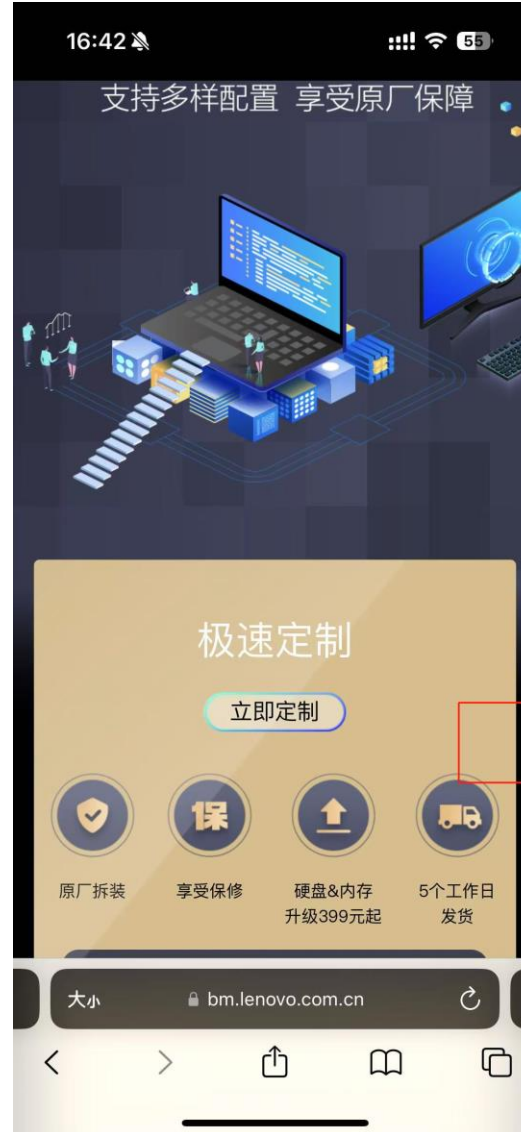 16:42
55
支持多样配置 享受原厂保障
极速定制
立即定制
保
原厂拆装
享受保修
硬盘&内存
升级399元起
5个工作日
发货
大小
bm.lenovo.com.cn